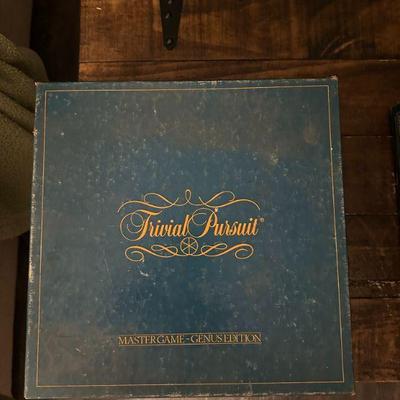 Trivial Pursuit®
MASTER GAME - GENUS EDITION